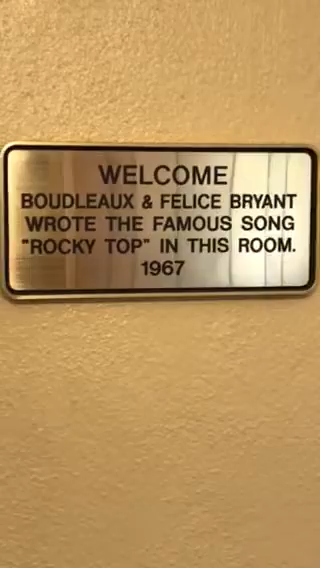 WELCOME
BOUDLEAUX & FELICE BRYANT
WROTE THE FAMOUS SONG
"ROCKY TOP" IN THIS ROOM.
1967